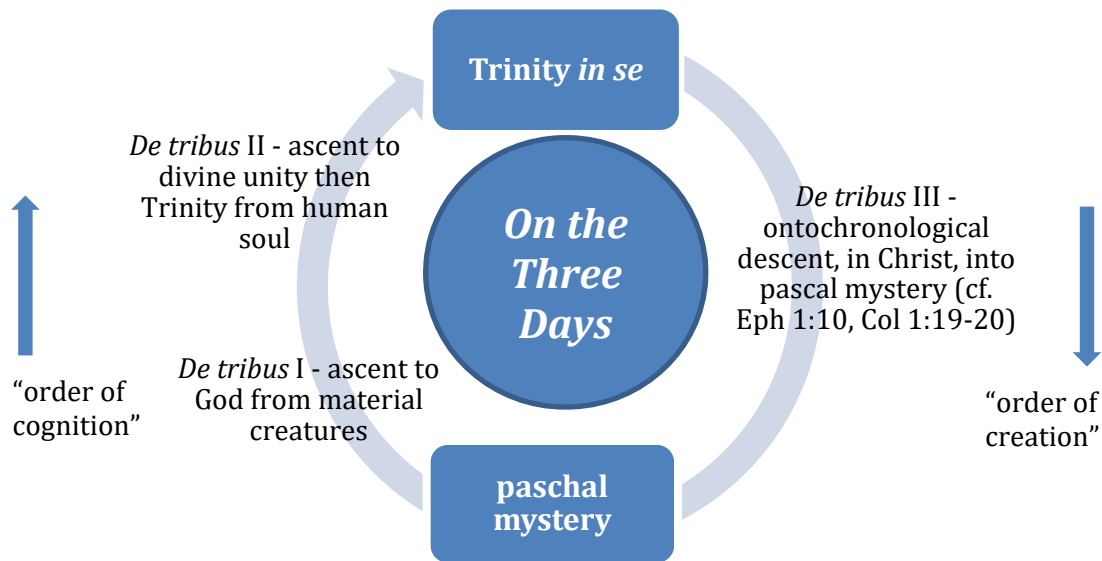 Trinity in se
De tribus II - ascent to
divine unity then
Trinity from human
soul
On the
Three
Days
De tribus III -
ontochronological
descent, in Christ, into
pascal mystery (cf.
Eph 1:10, Col 1:19-20)
De tribus I - ascent to
God from material
creatures
“order of
cognition”
“order of
creation”
paschal
mystery